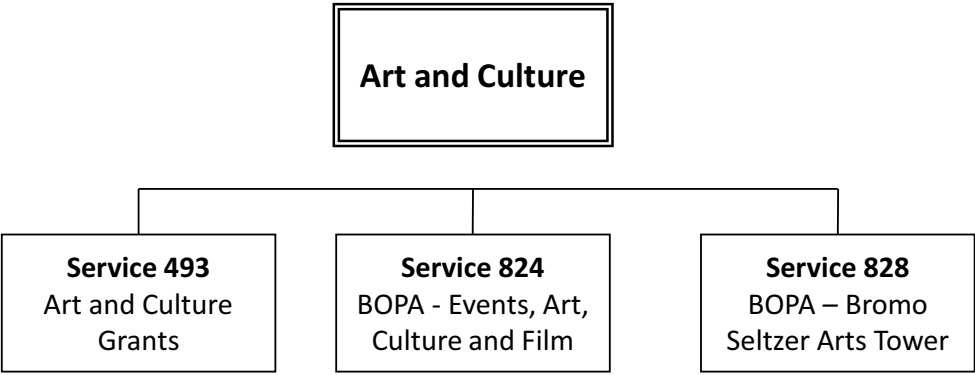 Art and Culture
Service 493
Art and Culture
Grants
Service 824
BOPA - Events, Art,
Culture and Film
Service 828
BOPA – Bromo
Seltzer Arts Tower